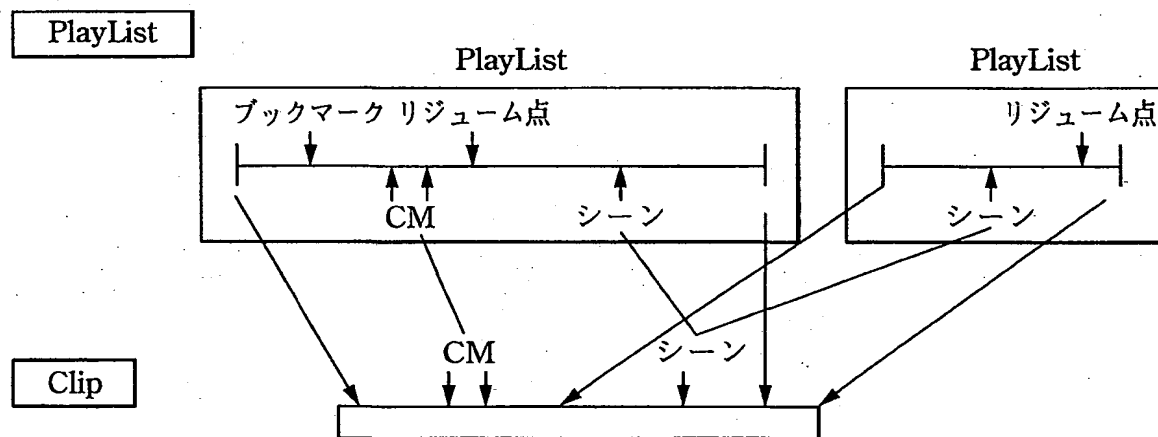 PlayList
PlayList PlayList
ブックマーク リジューム点 リジューム点
CM シーン シーン
CM シーン
Clip